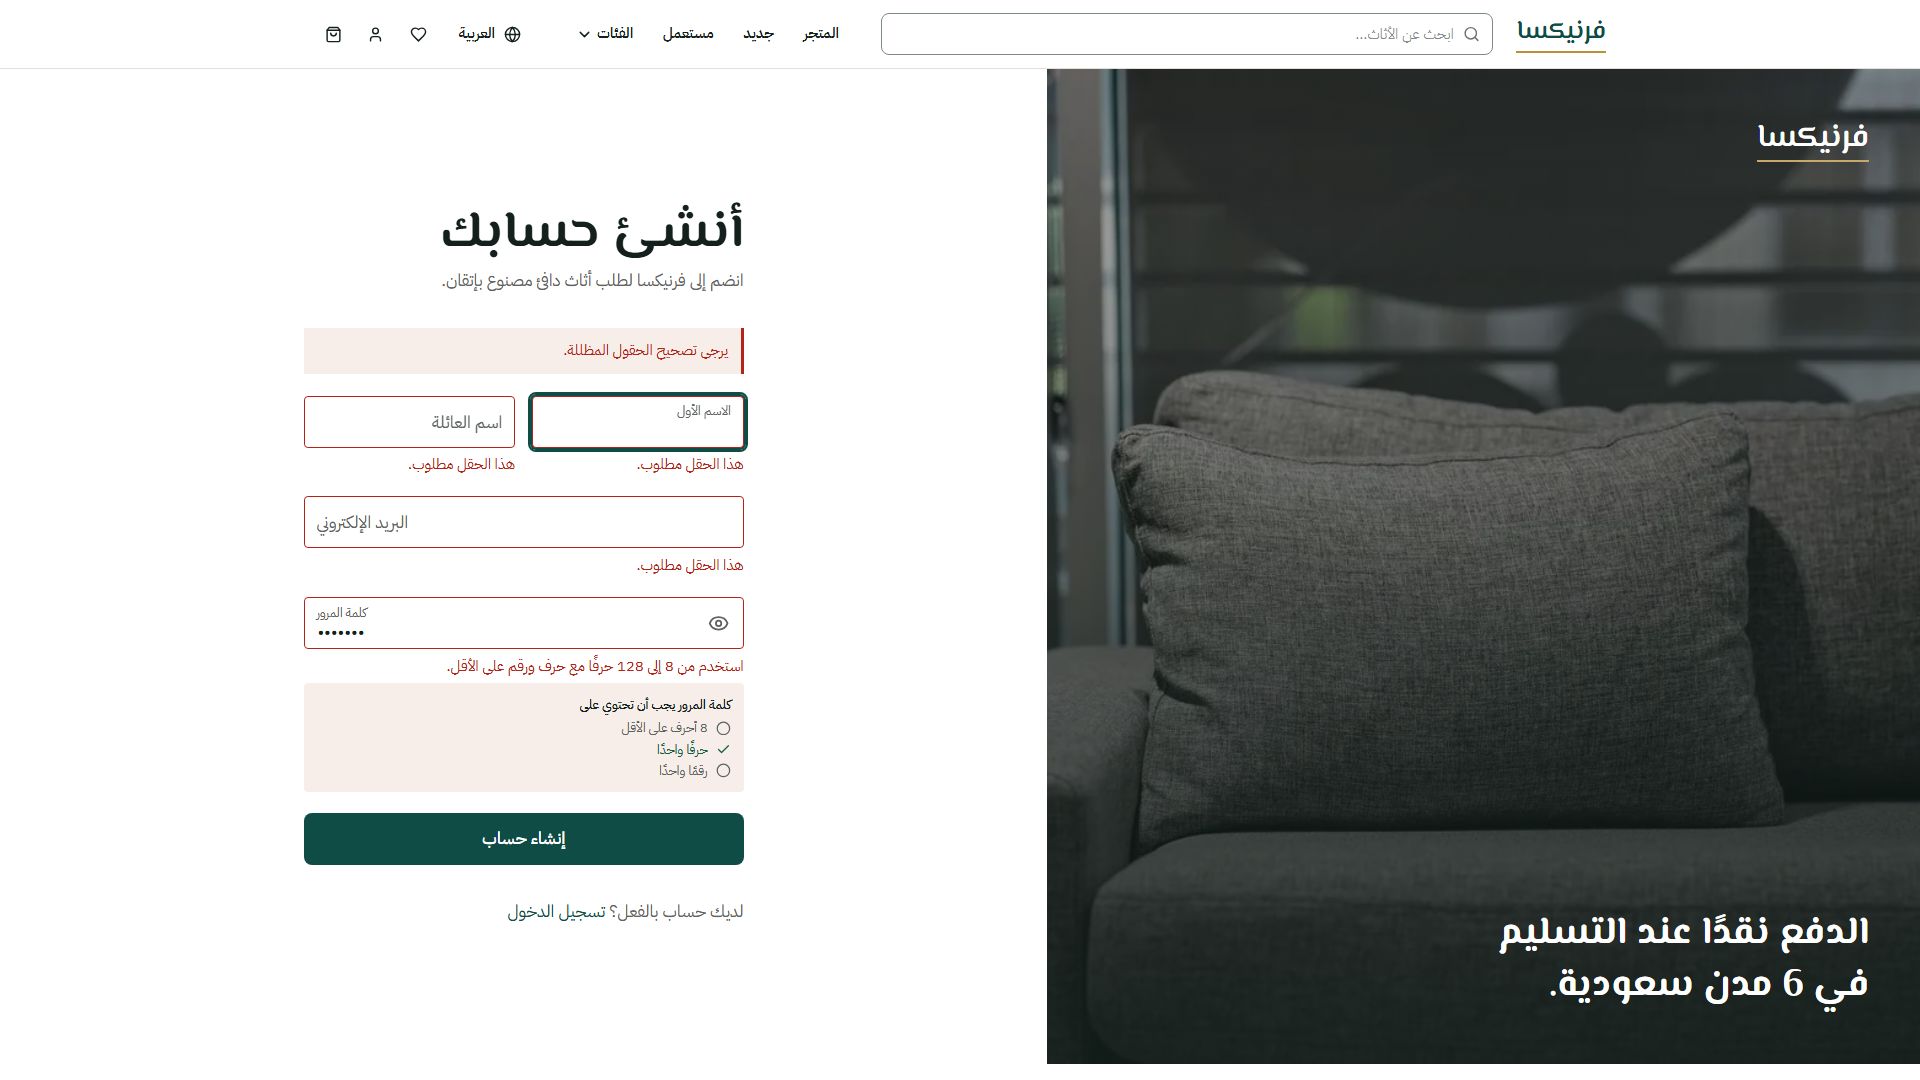 فرنيكسا
ابحث عن الأثاث...
المتجر
جديد
مستعمل
الفئات
العربية
فرنيكسا
أنشئ حسابك
انضم إلى فرنيكسا لطلب أثاث دافئ مصنوع بإتقان.
يرجى تصحيح الحقول المظللة.
الاسم الأول
اسم العائلة
هذا الحقل مطلوب.
هذا الحقل مطلوب.
البريد الإلكتروني
هذا الحقل مطلوب.
كلمة المرور
•••••••
استخدم من 8 إلى 128 حرفًا مع حرف ورقم على الأقل.
كلمة المرور يجب أن تحتوي على
8 أحرف على الأقل
حرفًا واحدًا
رقمًا واحدًا
إنشاء حساب
لديك حساب بالفعل؟ تسجيل الدخول
الدفع نقدًا عند التسليم
في 6 مدن سعودية.